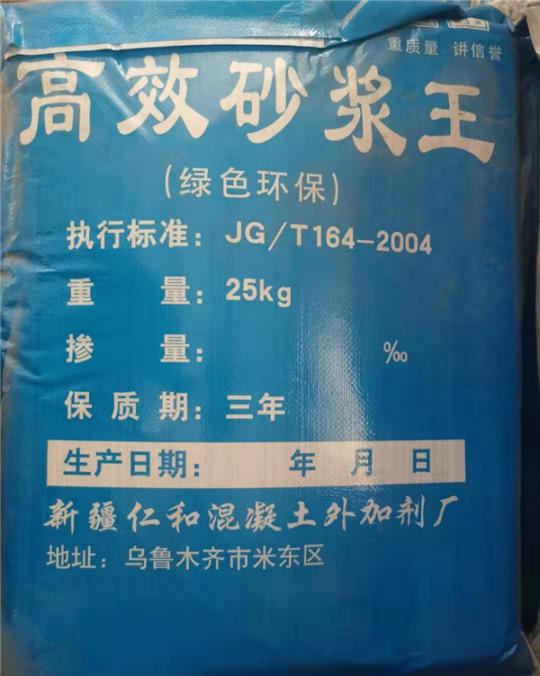 重质量 讲信誉
高效砂浆王
(绿色环保)
执行标准: JG/T164-2004
重 量: 25kg
掺 量: ‰
保 质 期: 三年
生产日期: 年 月 日
新疆仁和混凝土外加剂厂
地址: 乌鲁木齐市米东区